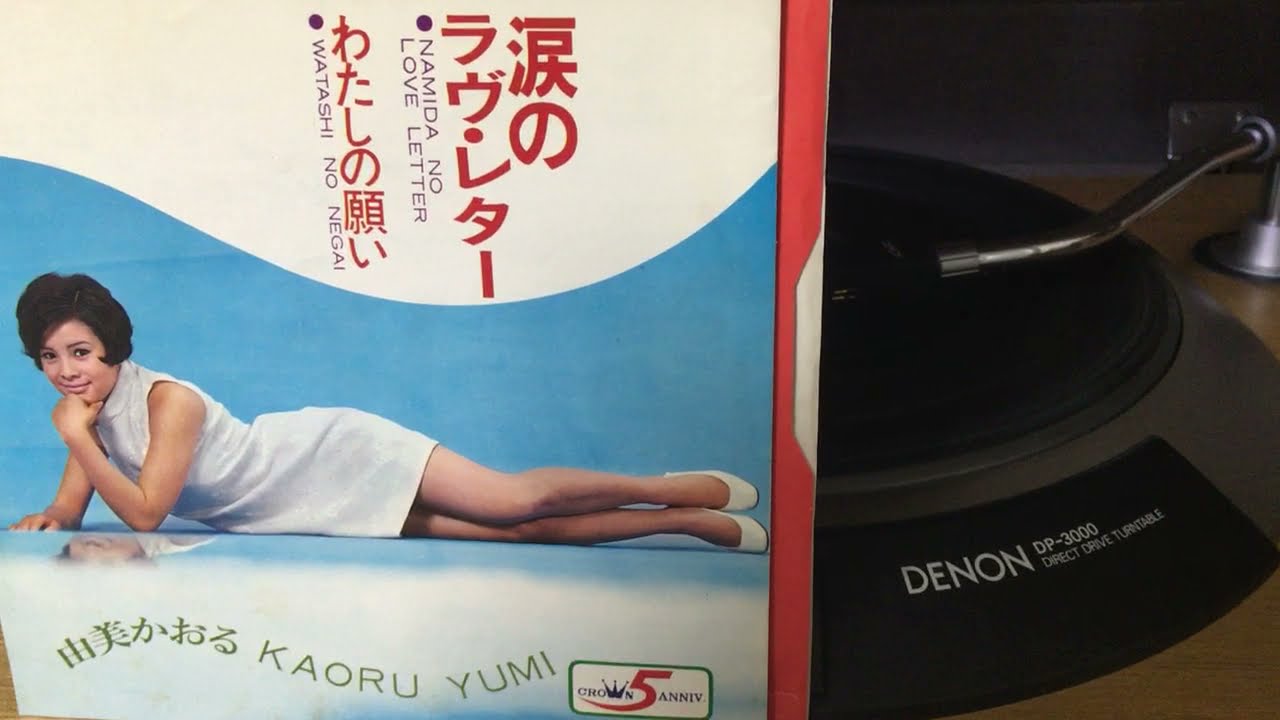 涙の
ラヴ・レター
NAMIDA NO
LOVE LETTER
わたしの願い
WATASHI NO NEGAI
由美かおる KAORU YUMI
CROWN 5 ANNIV.
DENON DP-3000
DIRECT DRIVE TURNTABLE